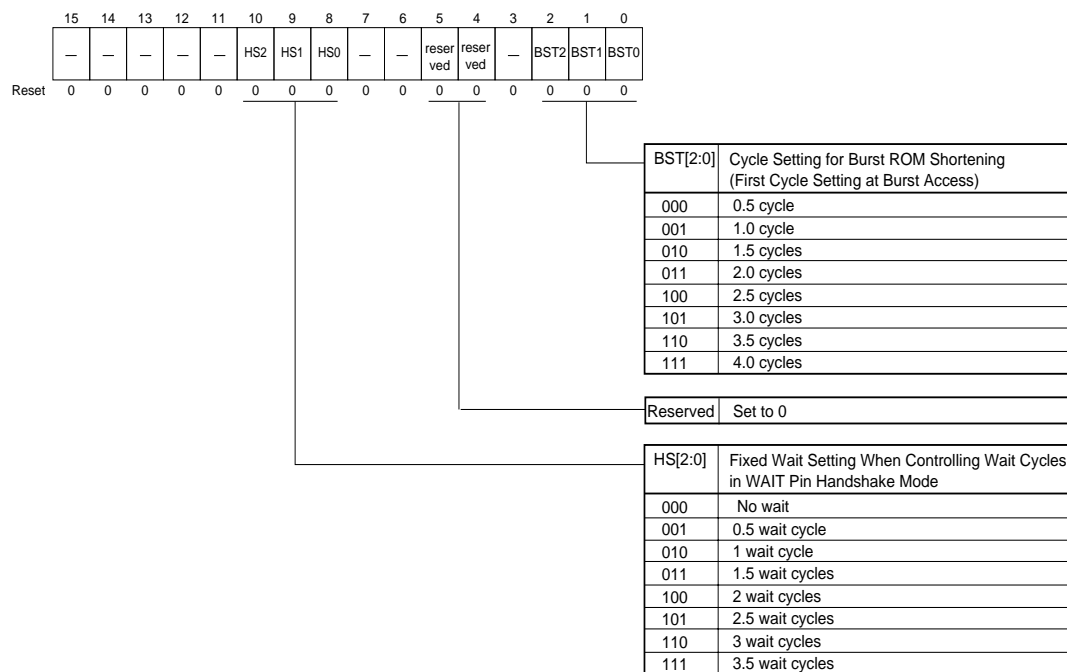 15 14 13 12 11 10 9 8 7 6 5 4 3 2 1 0
— — — — — HS2 HS1 HS0 — — reser ved reser ved — BST2 BST1 BST0
Reset 0 0 0 0 0 0 0 0 0 0 0 0 0 0 0 0
BST[2:0] Cycle Setting for Burst ROM Shortening
(First Cycle Setting at Burst Access)
000 0.5 cycle
001 1.0 cycle
010 1.5 cycles
011 2.0 cycles
100 2.5 cycles
101 3.0 cycles
110 3.5 cycles
111 4.0 cycles
Reserved Set to 0
HS[2:0] Fixed Wait Setting When Controlling Wait Cycles
in WAIT Pin Handshake Mode
000 No wait
001 0.5 wait cycle
010 1 wait cycle
011 1.5 wait cycles
100 2 wait cycles
101 2.5 wait cycles
110 3 wait cycles
111 3.5 wait cycles